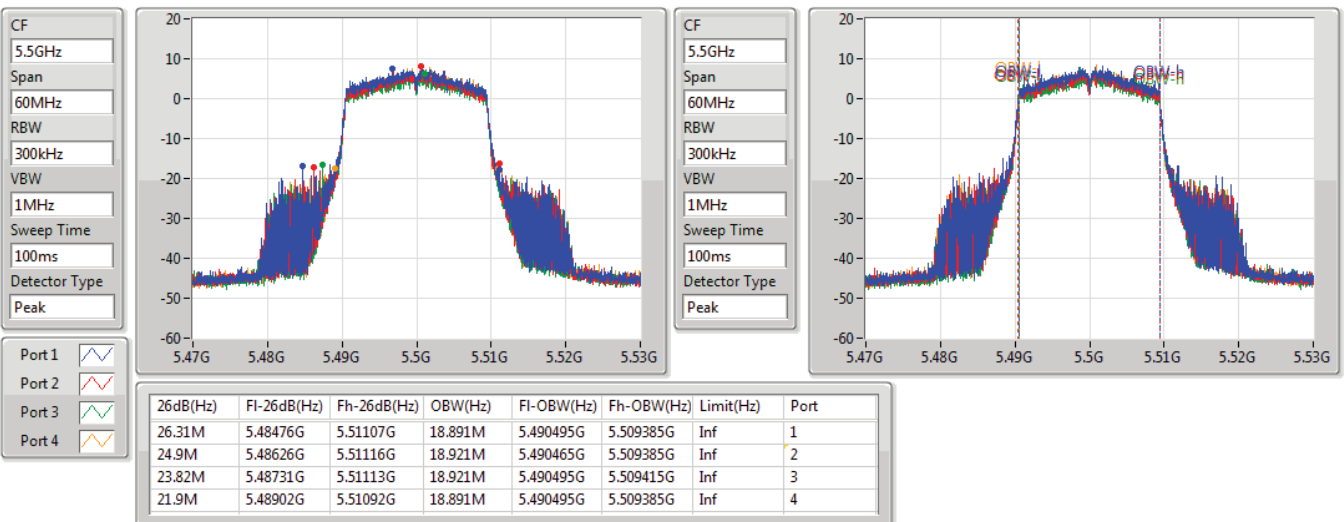 CF
5.5GHz
Span
60MHz
RBW
300kHz
VBW
1MHz
Sweep Time
100ms
Detector Type
Peak
20
10
0
-10
-20
-30
-40
-50
-60
5.47G 5.48G 5.49G 5.5G 5.51G 5.52G 5.53G
CF
5.5GHz
Span
60MHz
RBW
300kHz
VBW
1MHz
Sweep Time
100ms
Detector Type
Peak
20
10
0
-10
-20
-30
-40
-50
-60
OBW-l OBW-h
5.47G 5.48G 5.49G 5.5G 5.51G 5.52G 5.53G
Port 1
Port 2
Port 3
Port 4
26dB(Hz) Fl-26dB(Hz) Fh-26dB(Hz) OBW(Hz) Fl-OBW(Hz) Fh-OBW(Hz) Limit(Hz) Port
26.31M 5.48476G 5.51107G 18.891M 5.490495G 5.509385G Inf 1
24.9M 5.48626G 5.51116G 18.921M 5.490465G 5.509385G Inf 2
23.82M 5.48731G 5.51113G 18.921M 5.490495G 5.509415G Inf 3
21.9M 5.48902G 5.51092G 18.891M 5.490495G 5.509385G Inf 4